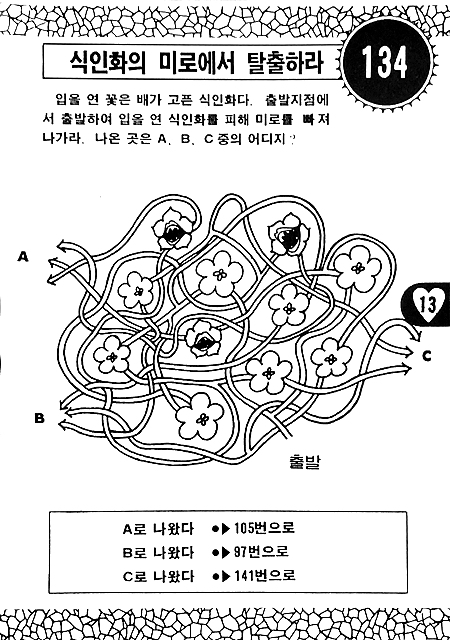 식인화의 미로에서 탈출하라
134
입을 연 꽃은 배가 고픈 식인화다. 출발지점에
서 출발하여 입을 연 식인화를 피해 미로를 빠져
나가라. 나온 곳은 A, B, C 중의 어디지?
A
13
C
B
출발
A로 나왔다 ●▶ 105번으로
B로 나왔다 ●▶ 97번으로
C로 나왔다 ●▶ 141번으로